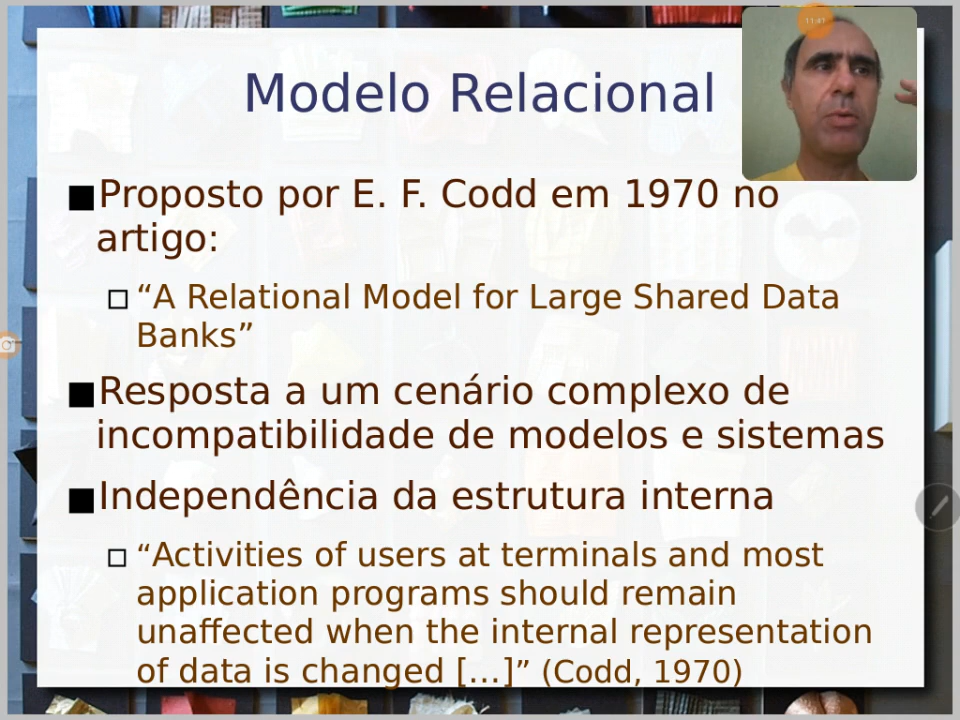 11:41
Modelo Relacional
Proposto por E. F. Codd em 1970 no
artigo:
“A Relational Model for Large Shared Data
Banks”
Resposta a um cenário complexo de
incompatibilidade de modelos e sistemas
Independência da estrutura interna
“Activities of users at terminals and most
application programs should remain
unaffected when the internal representation
of data is changed [...]” (Codd, 1970)